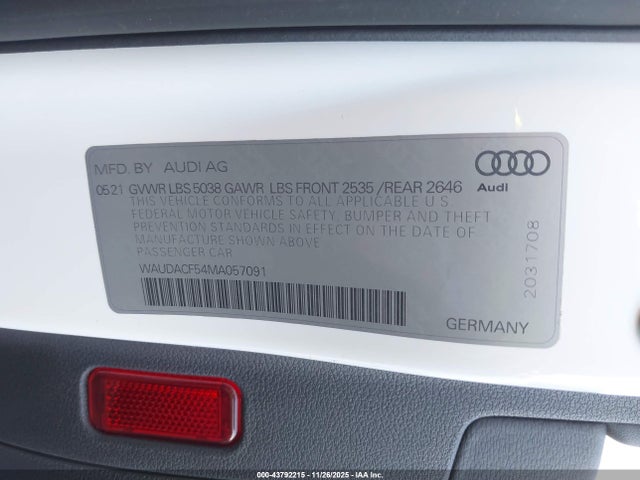 MFD. BY AUDI AG
05.21 GVWR LBS 5038 GAWR LBS FRONT 2535 /REAR 2646
THIS VEHICLE CONFORMS TO ALL APPLICABLE U S
FEDERAL MOTOR VEHICLE SAFETY, BUMPER AND THEFT
PREVENTION STANDARDS IN EFFECT ON THE DATE OF
MANUFACTURE SHOWN ABOVE
PASSENGER CAR
WAUDACF54MA057091
Audi
2031708
GERMANY
00-43792215 - 11/26/2025 - IAA Inc.